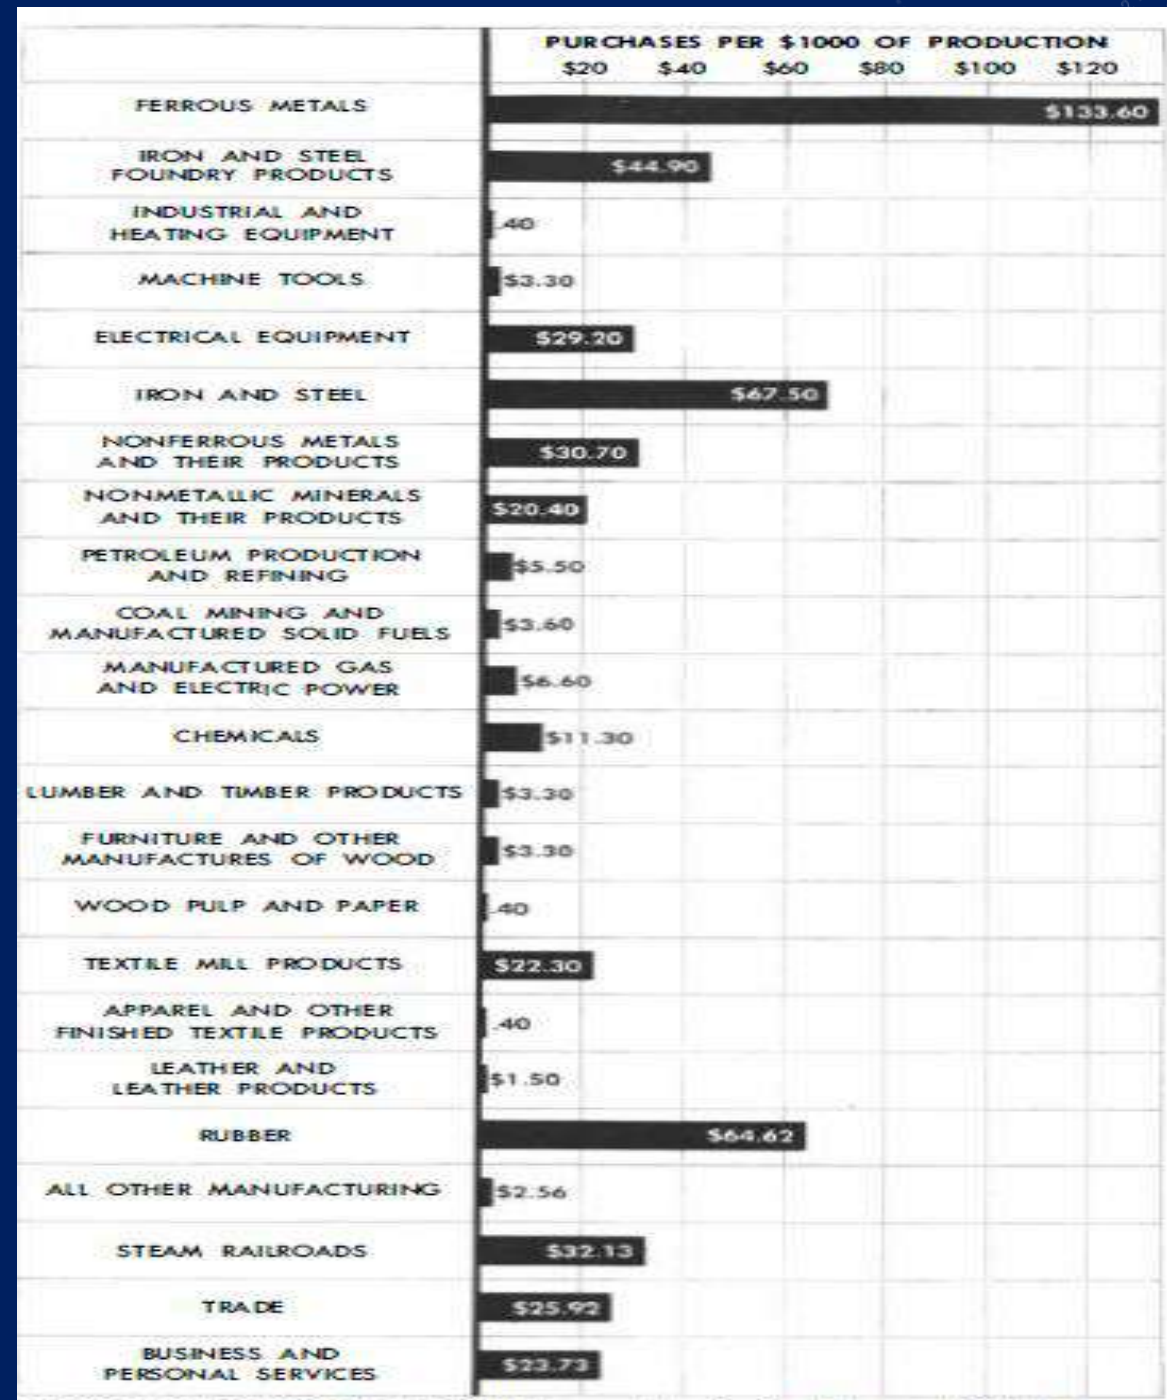 PURCHASES PER $1000 OF PRODUCTION
$20 $40 $60 $80 $100 $120
FERROUS METALS
$133.60
IRON AND STEEL
FOUNDRY PRODUCTS
$44.90
INDUSTRIAL AND
HEATING EQUIPMENT
.40
MACHINE TOOLS
$3.30
ELECTRICAL EQUIPMENT
$29.20
IRON AND STEEL
$67.50
NONFERROUS METALS
AND THEIR PRODUCTS
$30.70
NONMETALLIC MINERALS
AND THEIR PRODUCTS
$20.40
PETROLEUM PRODUCTION
AND REFINING
$5.50
COAL MINING AND
MANUFACTURED SOLID FUELS
$3.60
MANUFACTURED GAS
AND ELECTRIC POWER
$6.60
CHEMICALS
$11.30
LUMBER AND TIMBER PRODUCTS
$3.30
FURNITURE AND OTHER
MANUFACTURES OF WOOD
$3.30
WOOD PULP AND PAPER
.40
TEXTILE MILL PRODUCTS
$22.30
APPAREL AND OTHER
FINISHED TEXTILE PRODUCTS
.40
LEATHER AND
LEATHER PRODUCTS
$1.50
RUBBER
$64.62
ALL OTHER MANUFACTURING
$2.56
STEAM RAILROADS
$32.13
TRADE
$25.92
BUSINESS AND
PERSONAL SERVICES
$23.73